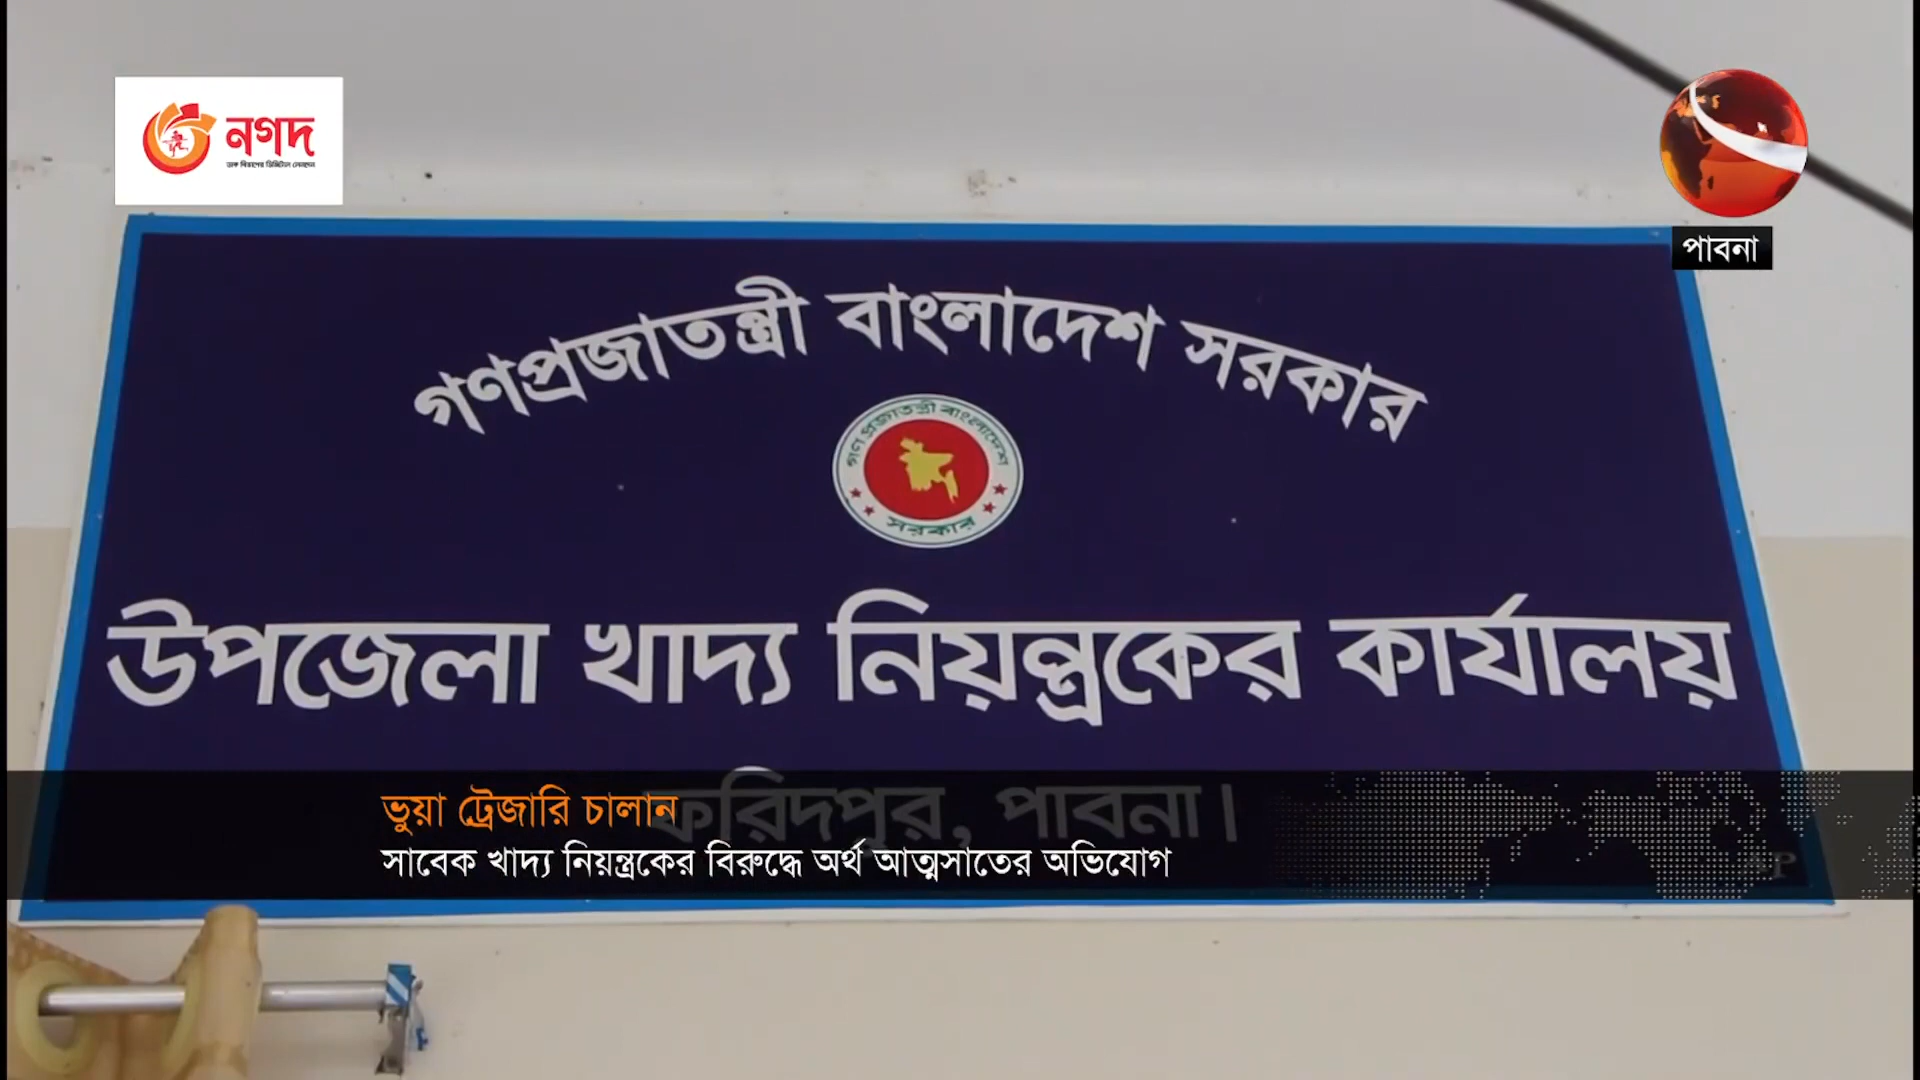 নগদ
ডাক বিভাগের ডিজিটাল লেনদেন
পাবনা
গণপ্রজাতন্ত্রী বাংলাদেশ সরকার
গণপ্রজাতন্ত্রী বাংলাদেশ
সরকার
উপজেলা খাদ্য নিয়ন্ত্রকের কার্যালয়
ফরিদপুর, পাবনা।
ভুয়া ট্রেজারি চালান
সাবেক খাদ্য নিয়ন্ত্রকের বিরুদ্ধে অর্থ আত্মসাতের অভিযোগ